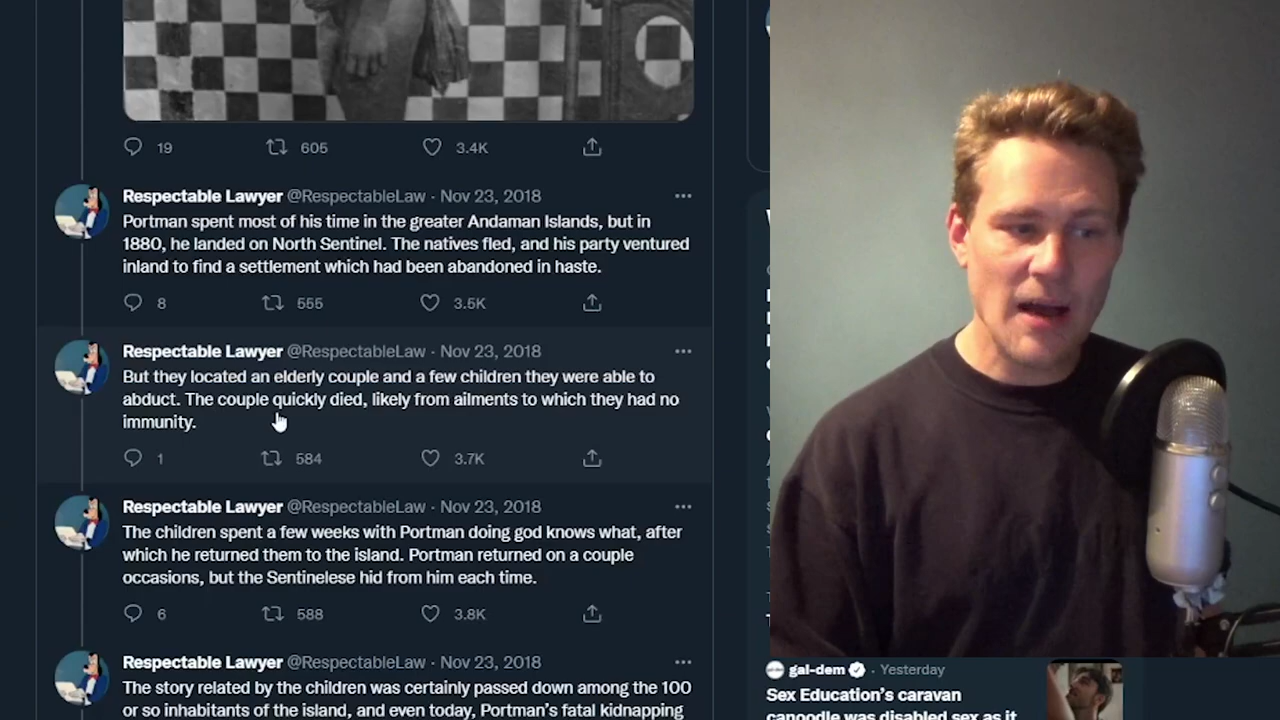 19 605 3.4K
Respectable Lawyer @RespectableLaw · Nov 23, 2018
Portman spent most of his time in the greater Andaman Islands, but in
1880, he landed on North Sentinel. The natives fled, and his party ventured
inland to find a settlement which had been abandoned in haste.
8 555 3.5K
Respectable Lawyer @RespectableLaw · Nov 23, 2018
But they located an elderly couple and a few children they were able to
abduct. The couple quickly died, likely from ailments to which they had no
immunity.
1 584 3.7K
Respectable Lawyer @RespectableLaw · Nov 23, 2018
The children spent a few weeks with Portman doing god knows what, after
which he returned them to the island. Portman returned on a couple
occasions, but the Sentinelese hid from him each time.
6 588 3.8K
Respectable Lawyer @RespectableLaw · Nov 23, 2018
The story related by the children was certainly passed down among the 100
or so inhabitants of the island, and even today, Portman's fatal kidnapping
gal-dem · Yesterday
Sex Education's caravan
canoodle was disabled sex as it